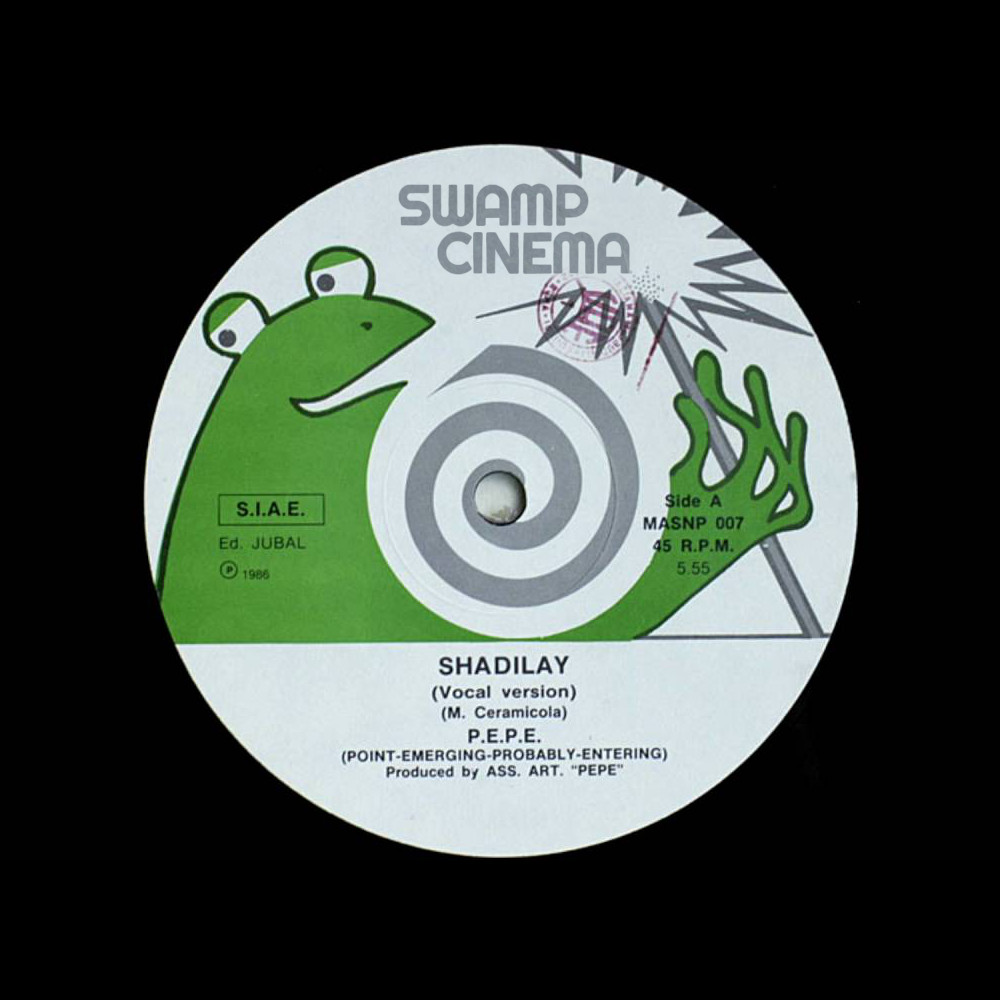 SWAMP
CINEMA
S.I.A.E.
Ed. JUBAL
Ⓟ 1986
Side A
MASNP 007
45 R.P.M.
5.55
SHADILAY
(Vocal version)
(M. Ceramicola)
P.E.P.E.
(POINT-EMERGING-PROBABLY-ENTERING)
Produced by ASS. ART. "PEPE"